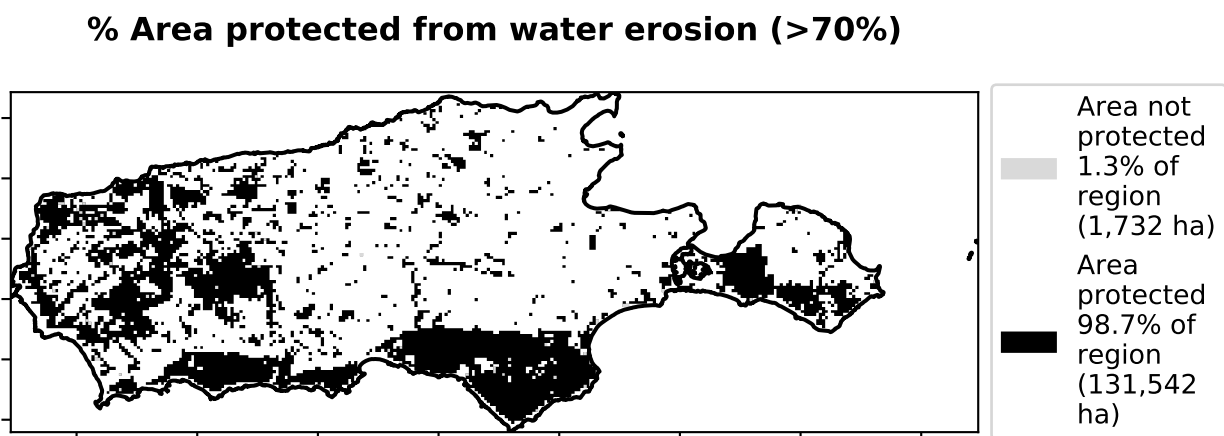 % Area protected from water erosion (>70%)
Area not
protected
1.3% of
region
(1,732 ha)
Area
protected
98.7% of
region
(131,542
ha)